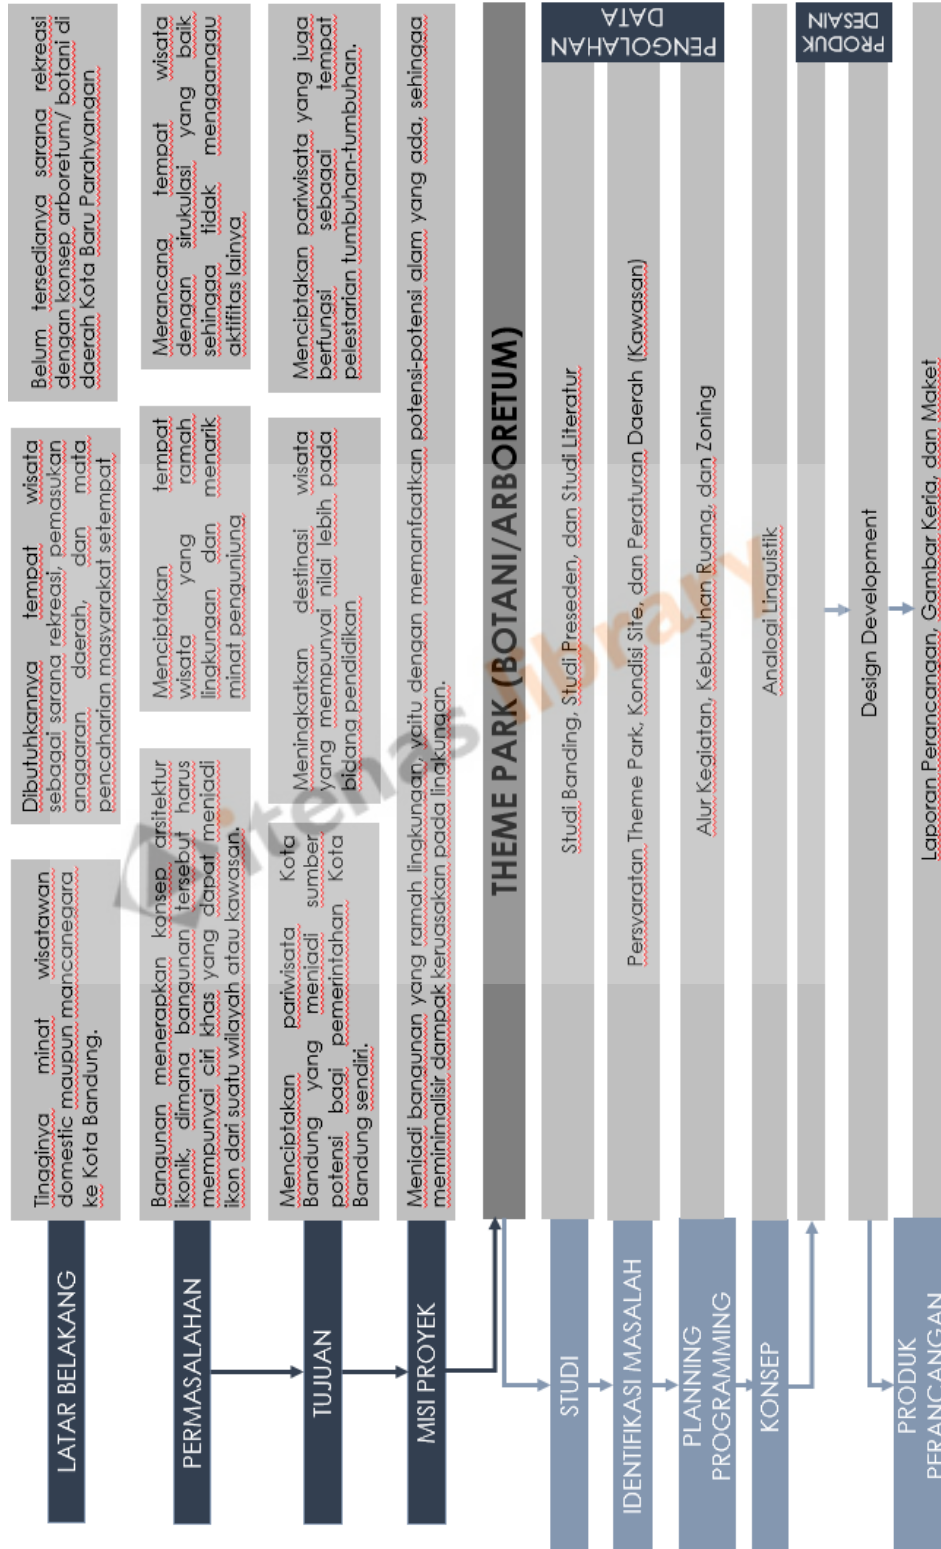 LATAR BELAKANG
Tingginya minat wisatawan
domestic maupun mancanegara
ke Kota Bandung.
Dibutuhkannya tempat wisata
sebagai sarana rekreasi, pemasukan
anggaran daerah, dan mata
pencaharian masyarakat setempat
Belum tersedianya sarana rekreasi
dengan konsep arboretum/ botani di
daerah Kota Baru Parahyangan
PERMASALAHAN
Bangunan menerapkan konsep arsitektur
ikonik, dimana bangunan tersebut harus
mempunyai ciri khas yang dapat menjadi
ikon dari suatu wilayah atau kawasan.
Menciptakan tempat
wisata yang ramah
lingkungan dan menarik
minat pengunjung
Merancang tempat wisata
dengan sirukulasi yang baik
sehingga tidak mengganggu
aktifitas lainya
TUJUAN
Menciptakan pariwisata Kota
Bandung yang menjadi sumber
potensi bagi pemerintahan Kota
Bandung sendiri.
Meningkatkan destinasi wisata
yang mempunyai nilai lebih pada
bidang pendidikan
Menciptakan pariwisata yang juga
berfungsi sebagai tempat
pelestarian tumbuhan-tumbuhan.
MISI PROYEK
Menjadi bangunan yang ramah lingkungan yaitu dengan memanfaatkan potensi-potensi alam yang ada, sehingga
meminimalisir dampak keruasakan pada lingkungan.
THEME PARK (BOTANI/ARBORETUM)
STUDI
Studi Banding, Studi Preseden, dan Studi Literatur
IDENTIFIKASI MASALAH
Persyaratan Theme Park, Kondisi Site, dan Peraturan Daerah (Kawasan)
PLANNING
PROGRAMMING
Alur Kegiatan, Kebutuhan Ruang, dan Zoning
PENGOLAHAN
DATA
KONSEP
Analogi Linguistik
PRODUK
DESAIN
Design Development
PRODUK
PERANCANGAN
Laporan Perancangan, Gambar Kerja, dan Maket
itenas library